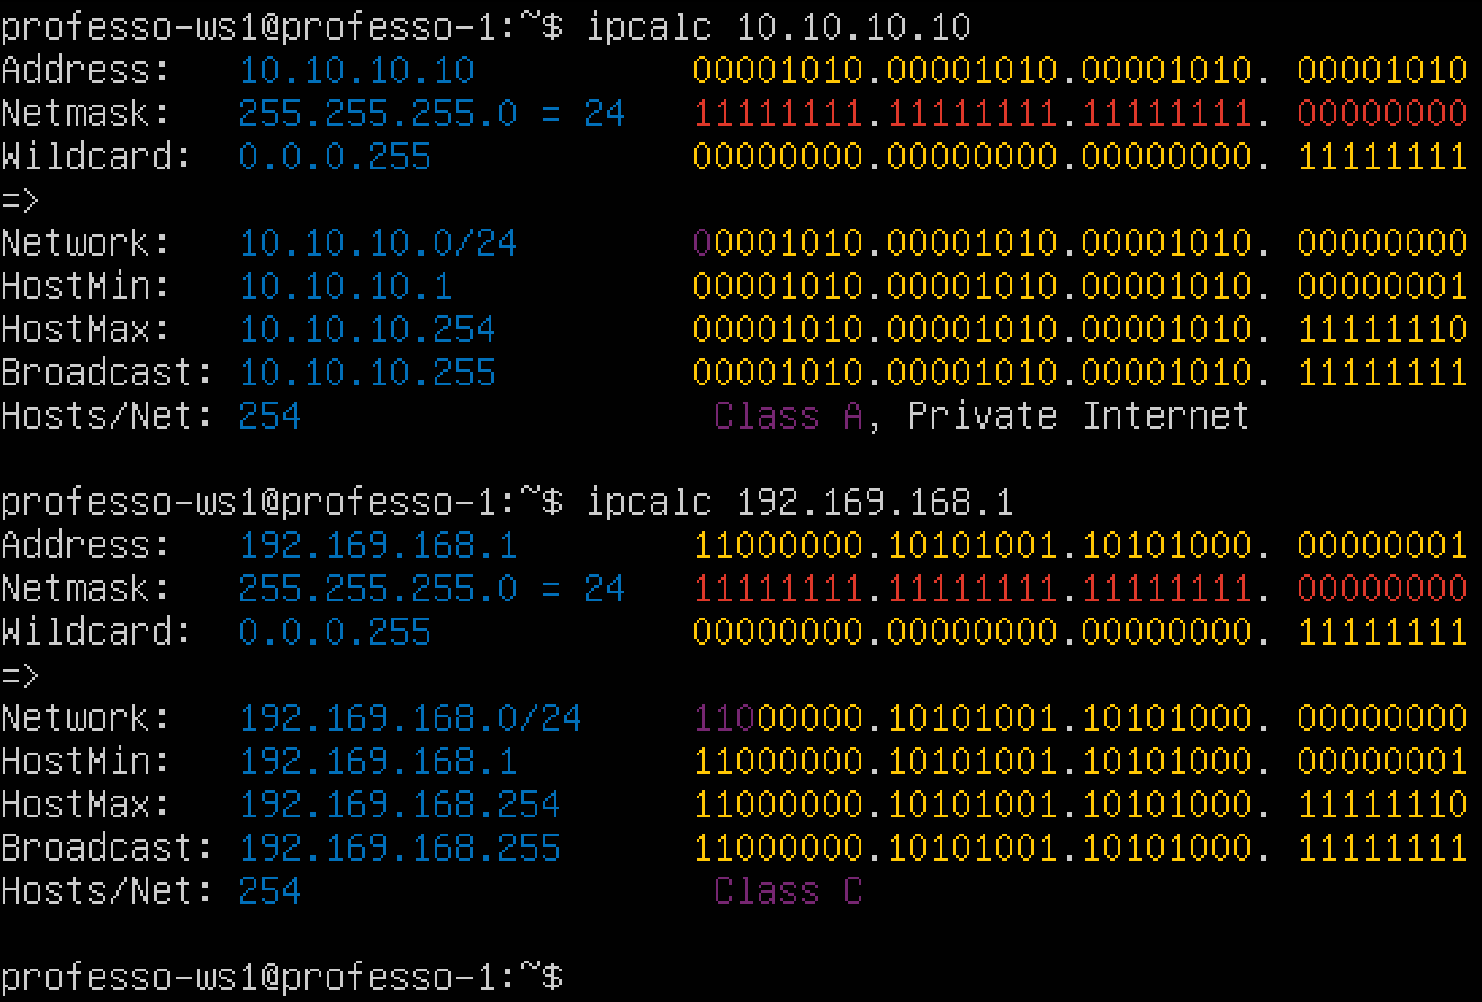 professo-ws1@professo-1:~$ ipcalc 10.10.10.10
Address:   10.10.10.10          00001010.00001010.00001010. 00001010
Netmask:   255.255.255.0 = 24   11111111.11111111.11111111. 00000000
Wildcard:  0.0.0.255            00000000.00000000.00000000. 11111111
=>
Network:   10.10.10.0/24        00001010.00001010.00001010. 00000000
HostMin:   10.10.10.1           00001010.00001010.00001010. 00000001
HostMax:   10.10.10.254         00001010.00001010.00001010. 11111110
Broadcast: 10.10.10.255         00001010.00001010.00001010. 11111111
Hosts/Net: 254                   Class A, Private Internet
professo-ws1@professo-1:~$ ipcalc 192.169.168.1
Address:   192.169.168.1        11000000.10101001.10101000. 00000001
Netmask:   255.255.255.0 = 24   11111111.11111111.11111111. 00000000
Wildcard:  0.0.0.255            00000000.00000000.00000000. 11111111
=>
Network:   192.169.168.0/24     11000000.10101001.10101000. 00000000
HostMin:   192.169.168.1        11000000.10101001.10101000. 00000001
HostMax:   192.169.168.254      11000000.10101001.10101000. 11111110
Broadcast: 192.169.168.255      11000000.10101001.10101000. 11111111
Hosts/Net: 254                   Class C
professo-ws1@professo-1:~$